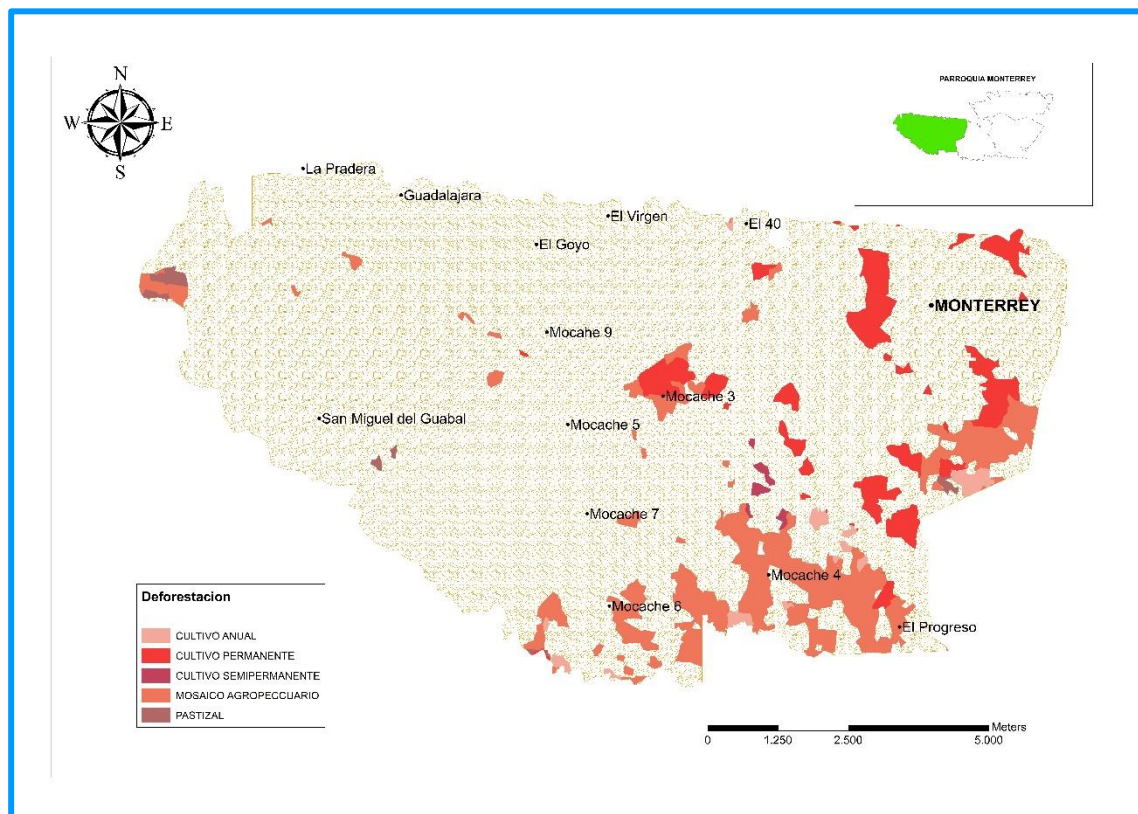 N
W E
S
PARROQUIA MONTERREY
•La Pradera
•Guadalajara
•El Virgen
•El 40
•El Goyo
•MONTERREY
•Mocahe 9
•Mocache 3
•San Miguel del Guabal
•Mocache 5
•Mocache 7
•Mocache 4
•Mocache 6
•El Progreso
Deforestacion
CULTIVO ANUAL
CULTIVO PERMANENTE
CULTIVO SEMIPERMANENTE
MOSAICO AGROPECCUARIO
PASTIZAL
Meters
0 1.250 2.500 5.000